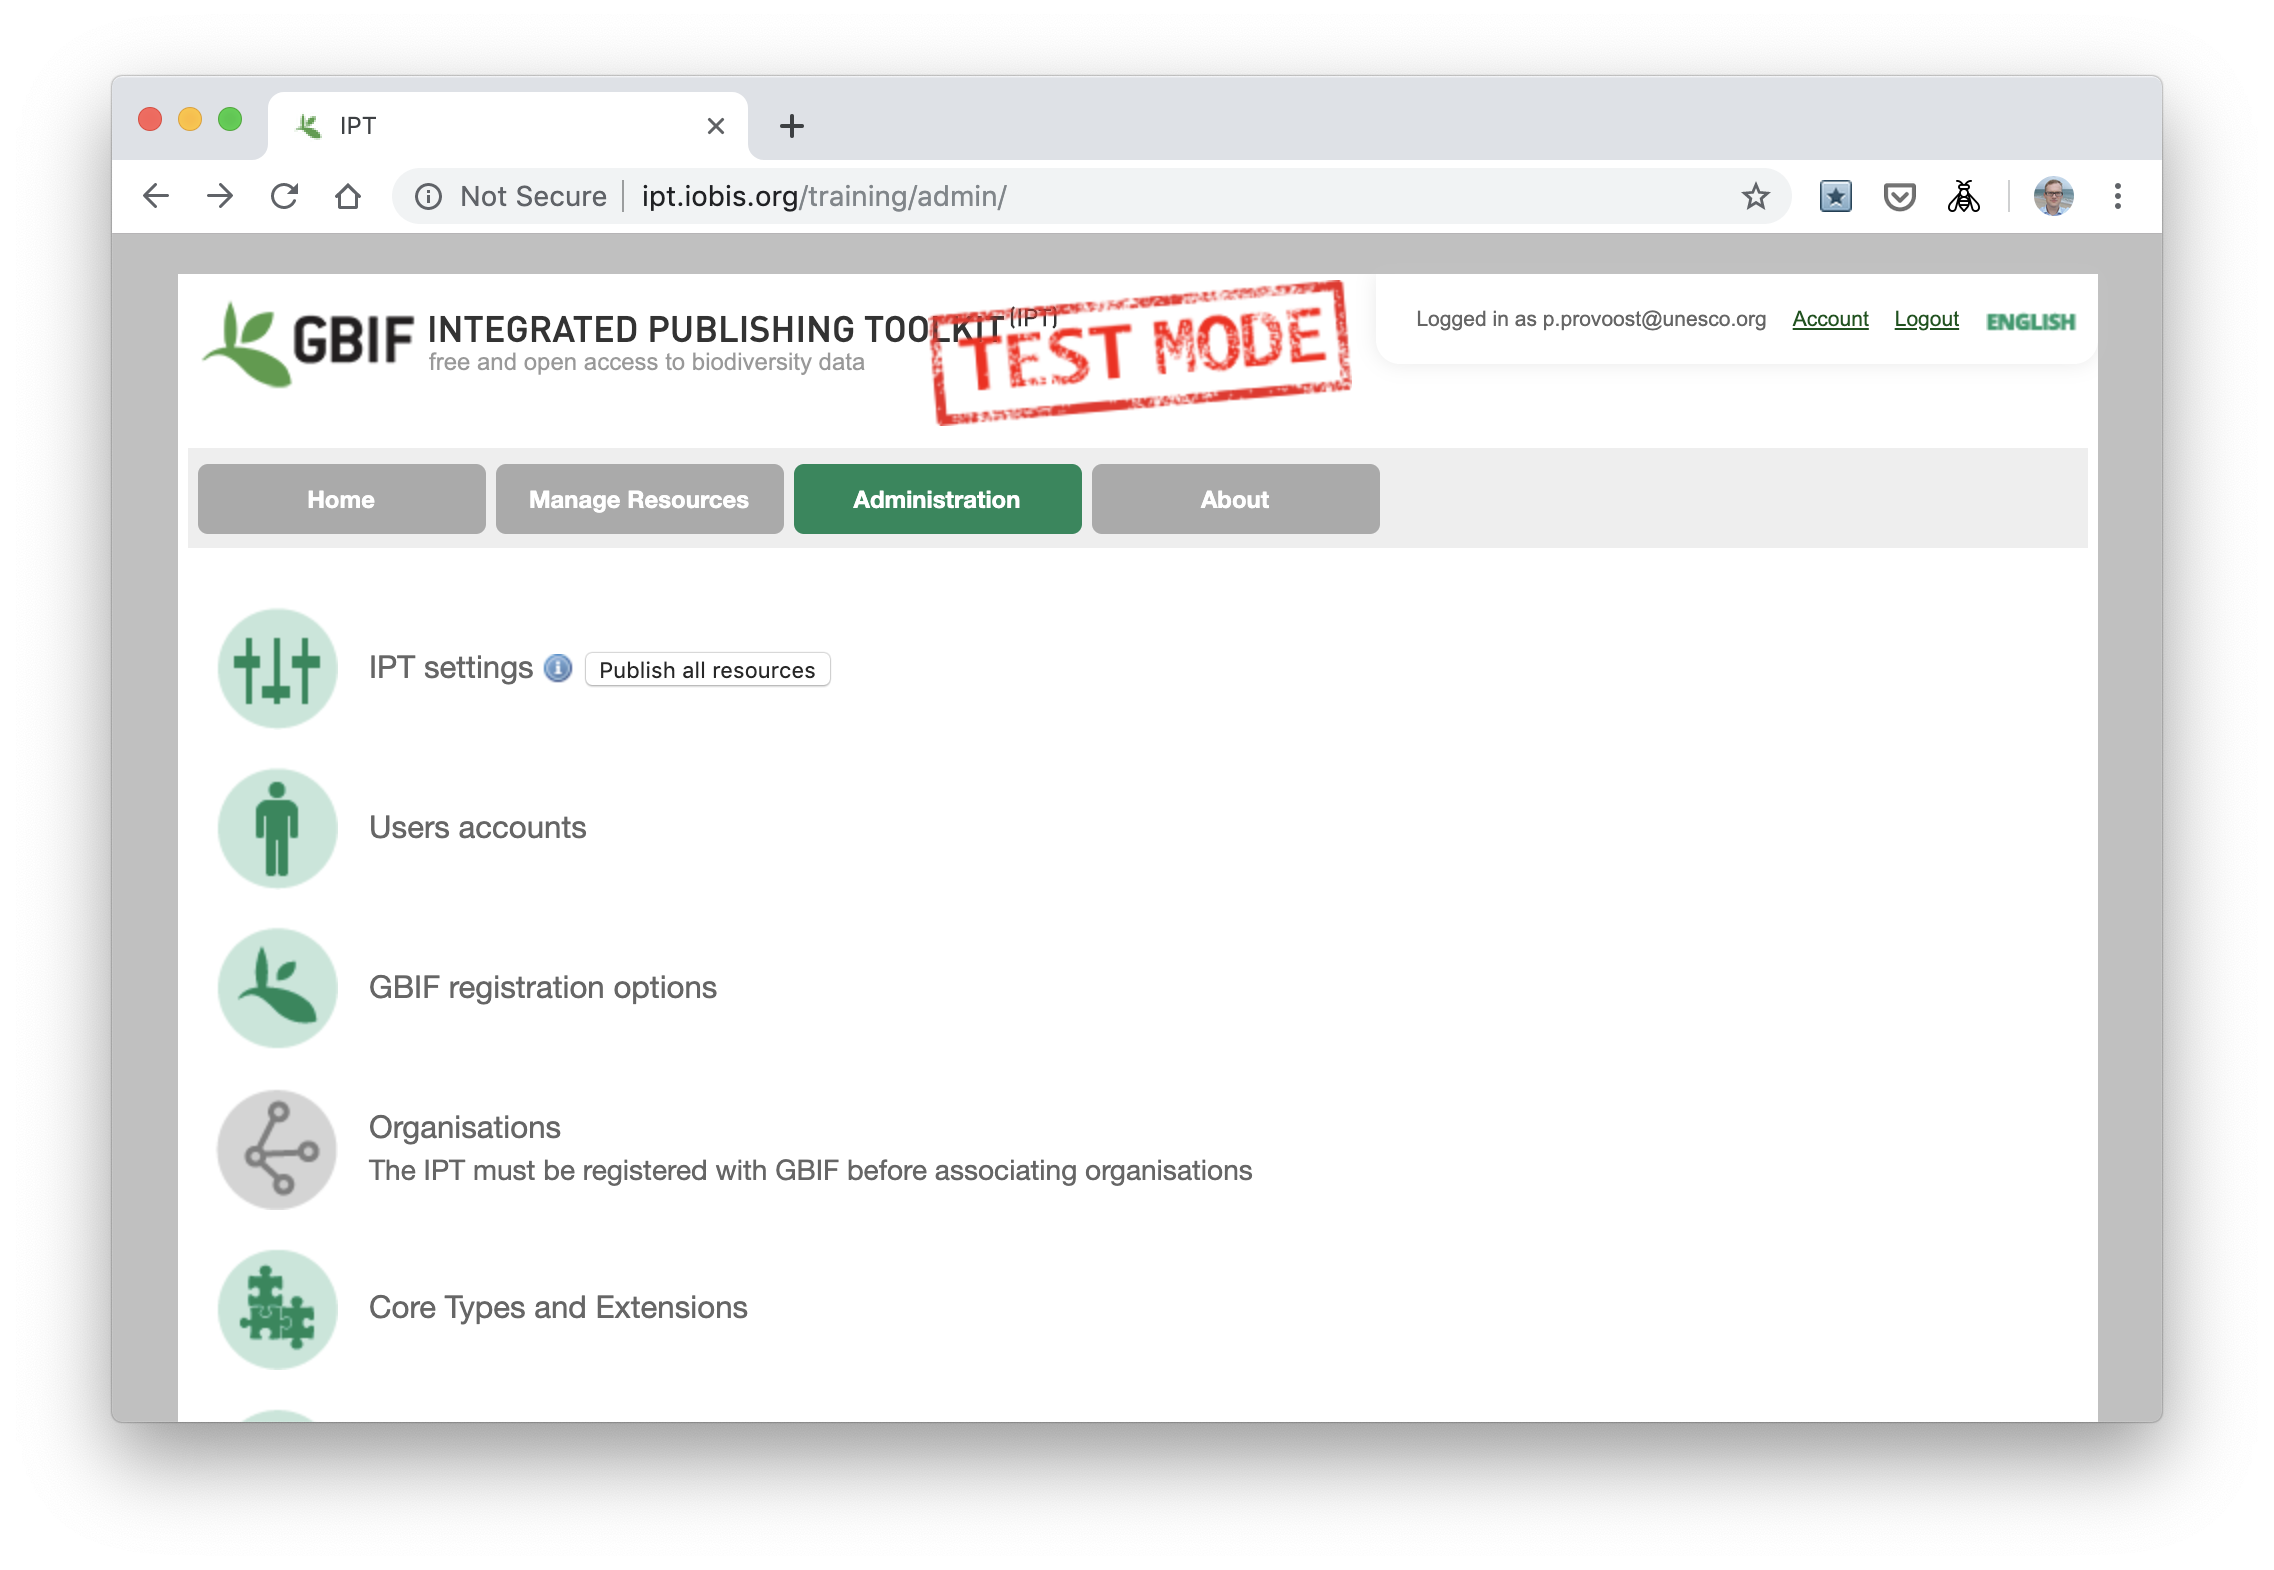 IPT
Not Secure ipt.iobis.org/training/admin/
GBIF INTEGRATED PUBLISHING TOOLKIT (IPT)
free and open access to biodiversity data
TEST MODE
Logged in as p.provoost@unesco.org Account Logout ENGLISH
Home Manage Resources Administration About
IPT settings Publish all resources
Users accounts
GBIF registration options
Organisations
The IPT must be registered with GBIF before associating organisations
Core Types and Extensions